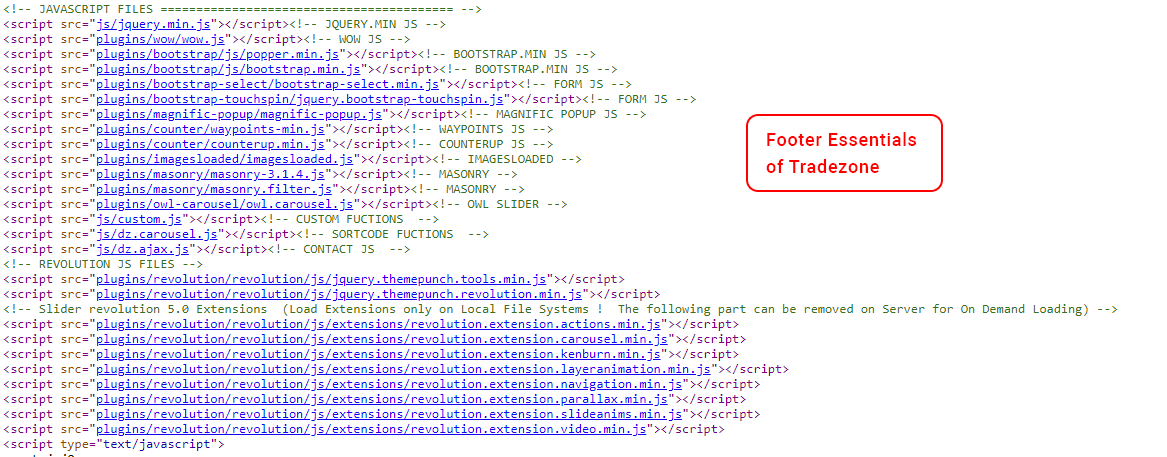 <!-- JAVASCRIPT FILES ========================================= -->
<script src="js/jquery.min.js"></script><!-- JQUERY.MIN JS -->
<script src="plugins/wow/wow.js"></script><!-- WOW JS -->
<script src="plugins/bootstrap/js/popper.min.js"></script><!-- BOOTSTRAP.MIN JS -->
<script src="plugins/bootstrap/js/bootstrap.min.js"></script><!-- BOOTSTRAP.MIN JS -->
<script src="plugins/bootstrap-select/bootstrap-select.min.js"></script><!-- FORM JS -->
<script src="plugins/bootstrap-touchspin/jquery.bootstrap-touchspin.js"></script><!-- FORM JS -->
<script src="plugins/magnific-popup/magnific-popup.js"></script><!-- MAGNIFIC POPUP JS -->
<script src="plugins/counter/waypoints-min.js"></script><!-- WAYPOINTS JS -->
<script src="plugins/counter/counterup.min.js"></script><!-- COUNTERUP JS -->
<script src="plugins/imagesloaded/imagesloaded.js"></script><!-- IMAGESLOADED -->
<script src="plugins/masonry/masonry-3.1.4.js"></script><!-- MASONRY -->
<script src="plugins/masonry/masonry.filter.js"></script><!-- MASONRY -->
<script src="plugins/owl-carousel/owl.carousel.js"></script><!-- OWL SLIDER -->
<script src="js/custom.js"></script><!-- CUSTOM FUCTIONS  -->
<script src="js/dz.carousel.js"></script><!-- SORTCODE FUCTIONS  -->
<script src="js/dz.ajax.js"></script><!-- CONTACT JS  -->
<!-- REVOLUTION JS FILES -->
<script src="plugins/revolution/revolution/js/jquery.themepunch.tools.min.js"></script>
<script src="plugins/revolution/revolution/js/jquery.themepunch.revolution.min.js"></script>
<!-- Slider revolution 5.0 Extensions  (Load Extensions only on Local File Systems !  The following part can be removed on Server for On Demand Loading) -->
<script src="plugins/revolution/revolution/js/extensions/revolution.extension.actions.min.js"></script>
<script src="plugins/revolution/revolution/js/extensions/revolution.extension.carousel.min.js"></script>
<script src="plugins/revolution/revolution/js/extensions/revolution.extension.kenburn.min.js"></script>
<script src="plugins/revolution/revolution/js/extensions/revolution.extension.layeranimation.min.js"></script>
<script src="plugins/revolution/revolution/js/extensions/revolution.extension.navigation.min.js"></script>
<script src="plugins/revolution/revolution/js/extensions/revolution.extension.parallax.min.js"></script>
<script src="plugins/revolution/revolution/js/extensions/revolution.extension.slideanims.min.js"></script>
<script src="plugins/revolution/revolution/js/extensions/revolution.extension.video.min.js"></script>
<script type="text/javascript">
Footer Essentials
of Tradezone